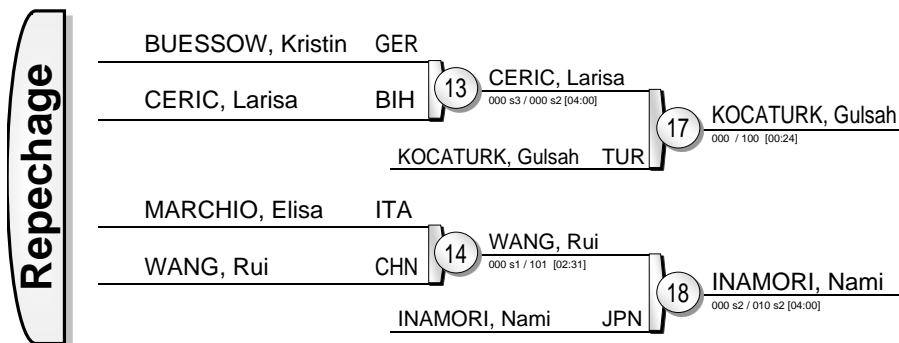 Repechage
BUESSOW, Kristin GER
CERIC, Larisa BIH
13
CERIC, Larisa
000 s3 / 000 s2 [04:00]
KOCATURK, Gulsah TUR
17
KOCATURK, Gulsah
000 / 100 [00:24]
MARCHIO, Elisa ITA
WANG, Rui CHN
14
WANG, Rui
000 s1 / 101 [02:31]
INAMORI, Nami JPN
18
INAMORI, Nami
000 s2 / 010 s2 [04:00]